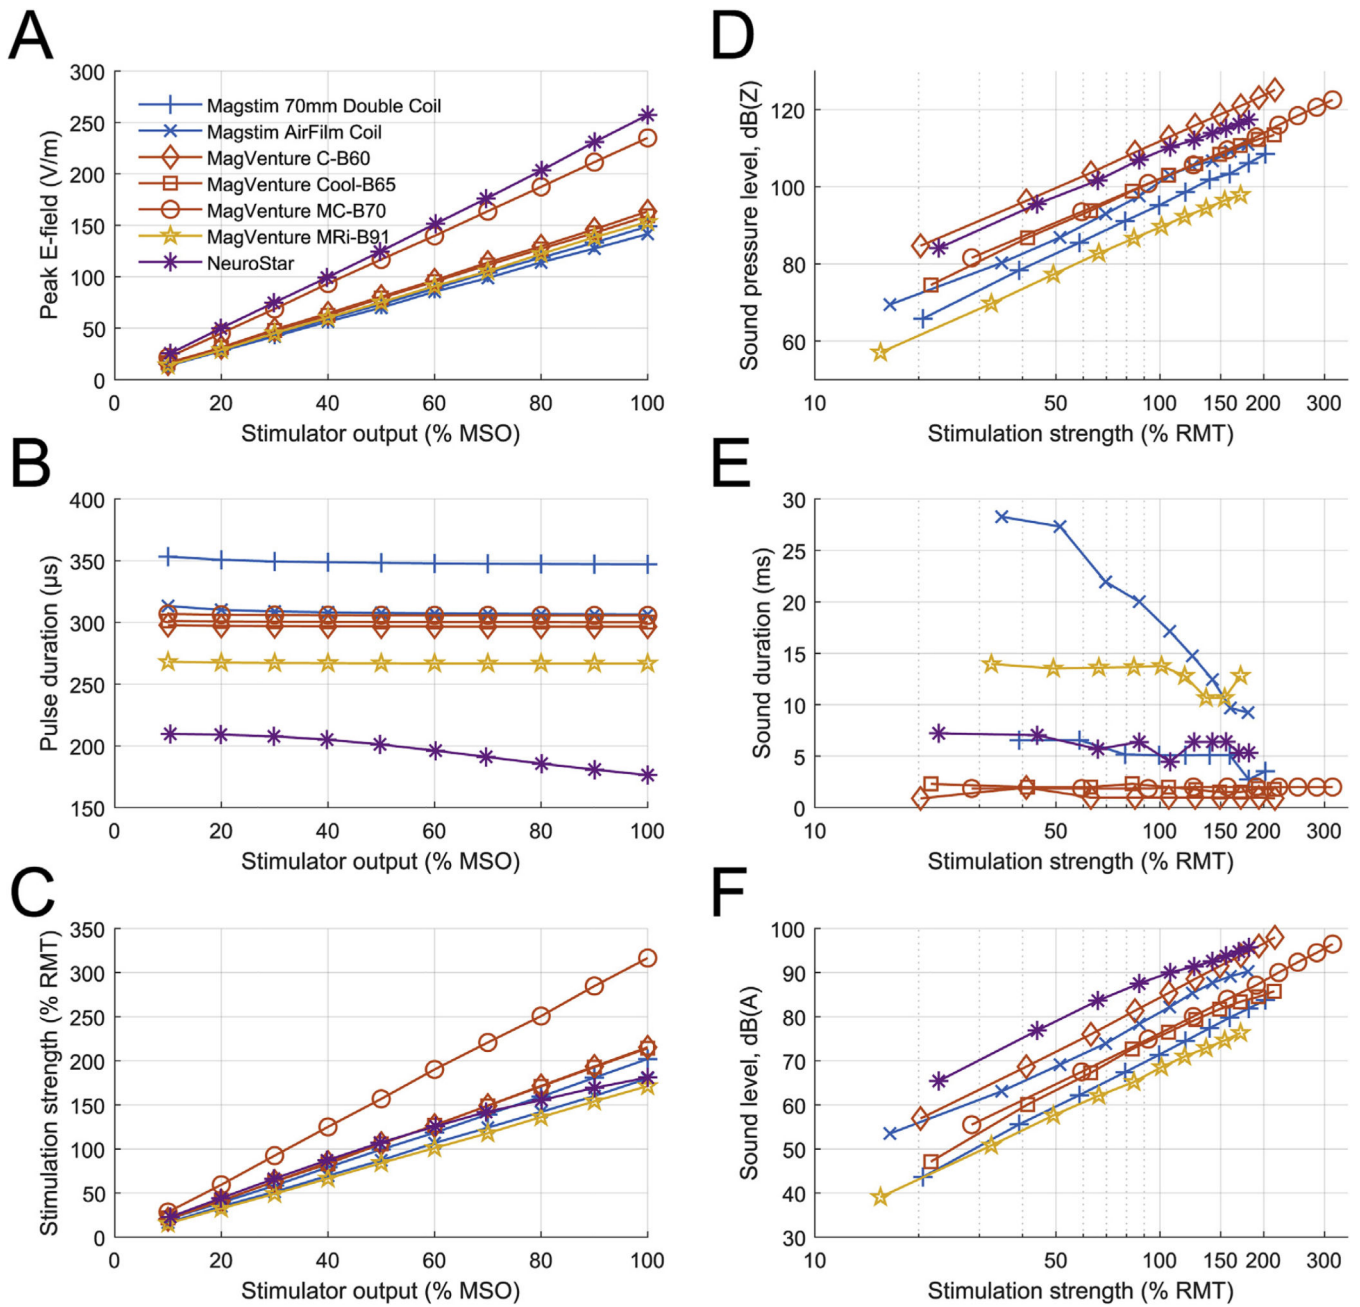 A
Peak E-field (V/m)
300
250
200
150
100
50
0
Magstim 70mm Double Coil
Magstim AirFilm Coil
MagVenture C-B60
MagVenture Cool-B65
MagVenture MC-B70
MagVenture MRi-B91
NeuroStar
0 20 40 60 80 100
Stimulator output (% MSO)
B
Pulse duration (µs)
400
350
300
250
200
150
0 20 40 60 80 100
Stimulator output (% MSO)
C
Stimulation strength (% RMT)
350
300
250
200
150
100
50
0
0 20 40 60 80 100
Stimulator output (% MSO)
D
Sound pressure level, dB(Z)
120
100
80
60
10 50 100 150 200 300
Stimulation strength (% RMT)
E
Sound duration (ms)
30
25
20
15
10
5
0
10 50 100 150 200 300
Stimulation strength (% RMT)
F
Sound level, dB(A)
100
90
80
70
60
50
40
30
10 50 100 150 200 300
Stimulation strength (% RMT)